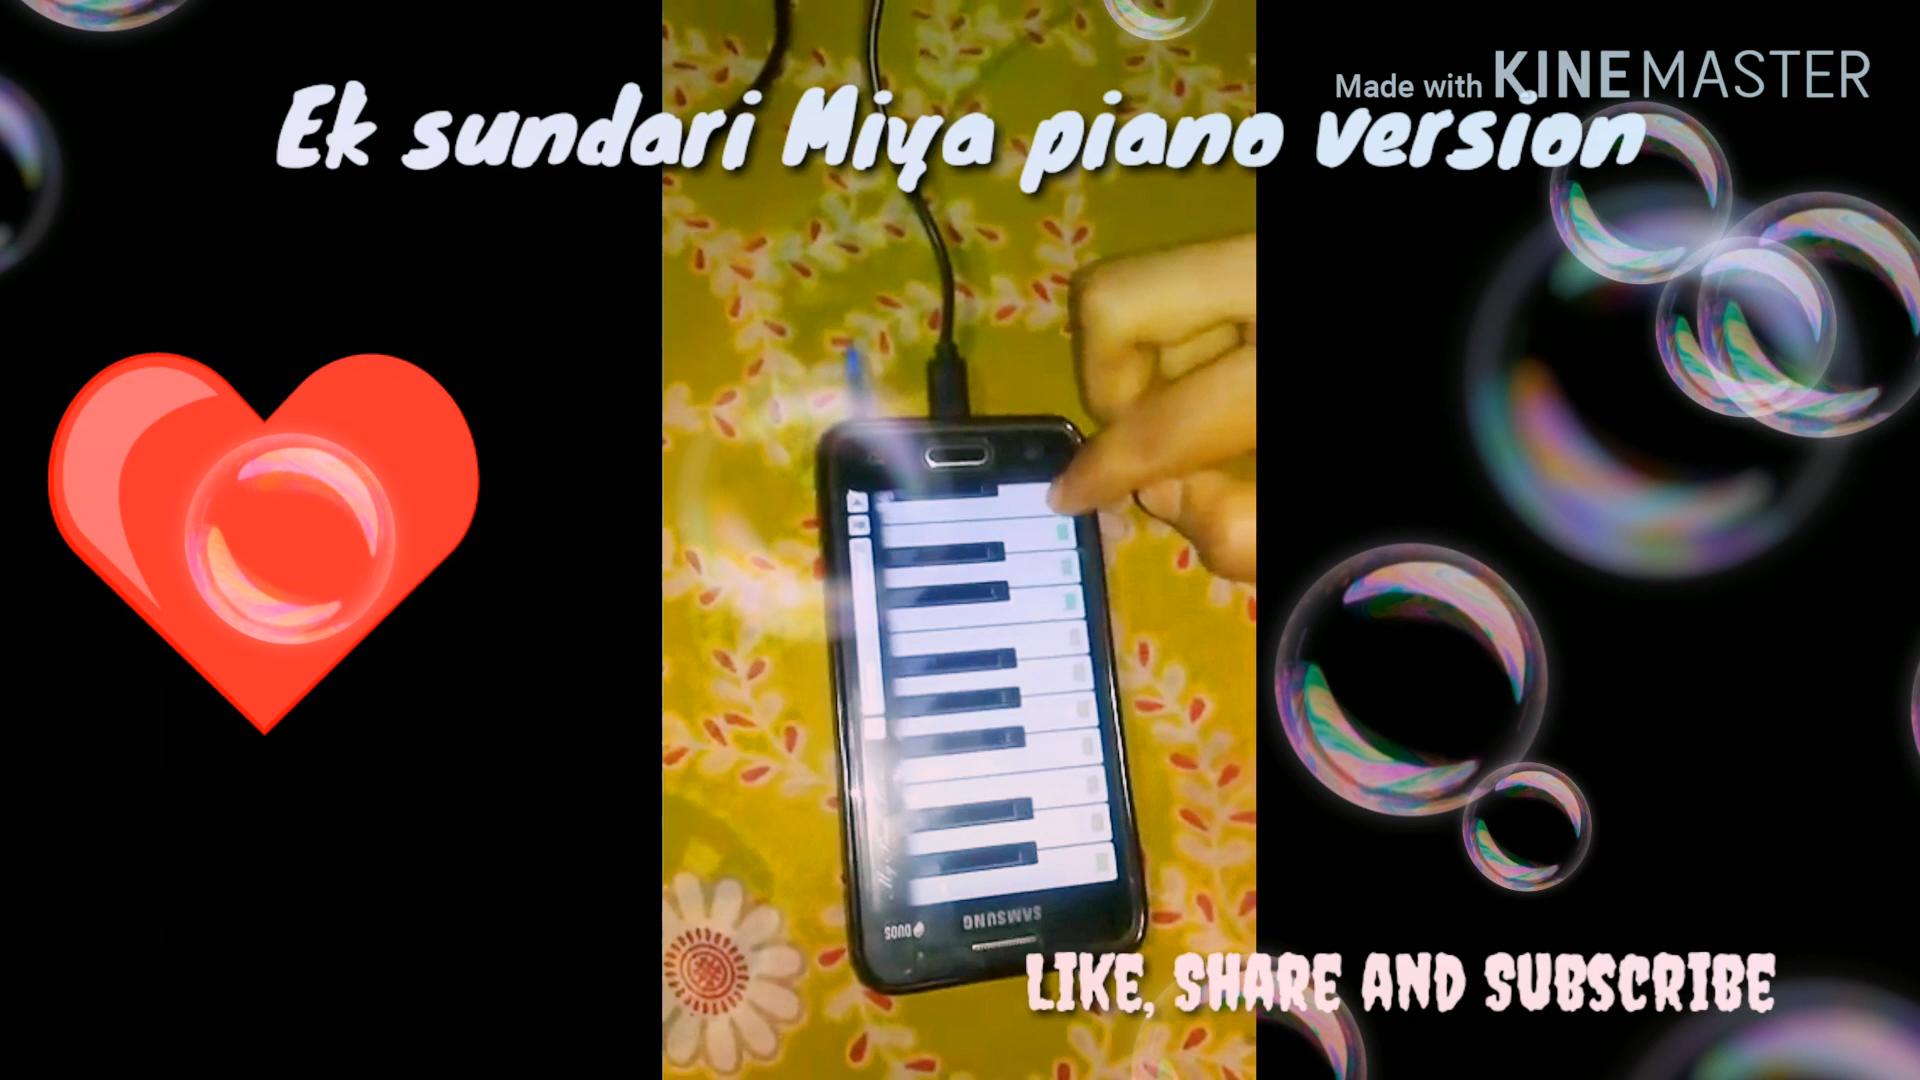 Made with KINEMASTER
Ek sundari Miya piano version
DUOS
SAMSUNG
LIKE, SHARE AND SUBSCRIBE